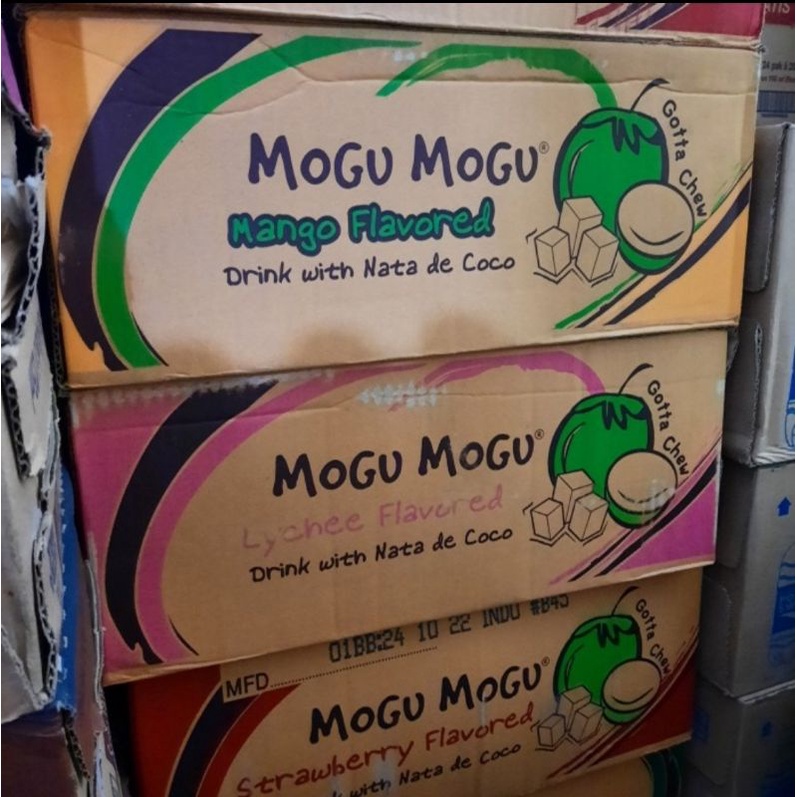 MOGU MOGU®
Mango Flavored
Drink with Nata de Coco
Gotta Chew
MOGU MOGU®
Lychee Flavored
Drink with Nata de Coco
Gotta Chew
01BB:24 10 22 INDU #B45
MFD
MOGU MOGU®
Strawberry Flavored
with Nata de Coco
Gotta Chew